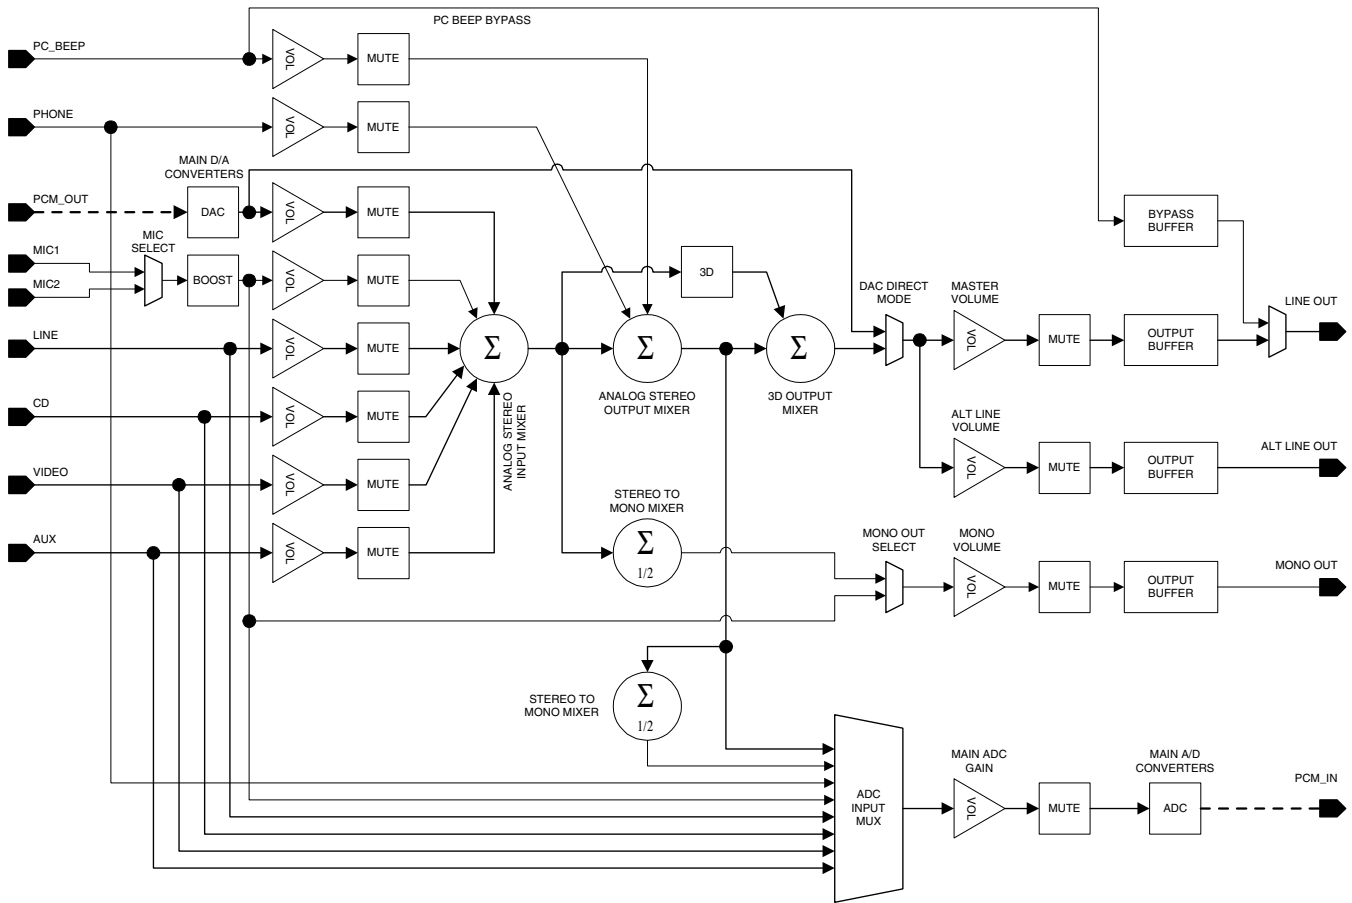 PC BEEP BYPASS
PC_BEEP
VOL
MUTE
PHONE
VOL
MUTE
MAIN D/A
CONVERTERS
PCM_OUT
DAC
VOL
MUTE
BYPASS
BUFFER
MIC1
MIC2
MIC
SELECT
BOOST
VOL
MUTE
3D
DAC DIRECT
MODE
MASTER
VOLUME
LINE OUT
LINE
VOL
MUTE
Σ
ANALOG STEREO
INPUT MIXER
Σ
ANALOG STEREO
OUTPUT MIXER
Σ
3D OUTPUT
MIXER
VOL
MUTE
OUTPUT
BUFFER
CD
VOL
MUTE
ALT LINE
VOLUME
ALT LINE OUT
VOL
MUTE
OUTPUT
BUFFER
VIDEO
VOL
MUTE
STEREO TO
MONO MIXER
Σ
1/2
AUX
VOL
MUTE
MONO OUT
SELECT
MONO
VOLUME
MONO OUT
VOL
MUTE
OUTPUT
BUFFER
STEREO TO
MONO MIXER
Σ
1/2
ADC
INPUT
MUX
MAIN ADC
GAIN
VOL
MUTE
MAIN A/D
CONVERTERS
ADC
PCM_IN